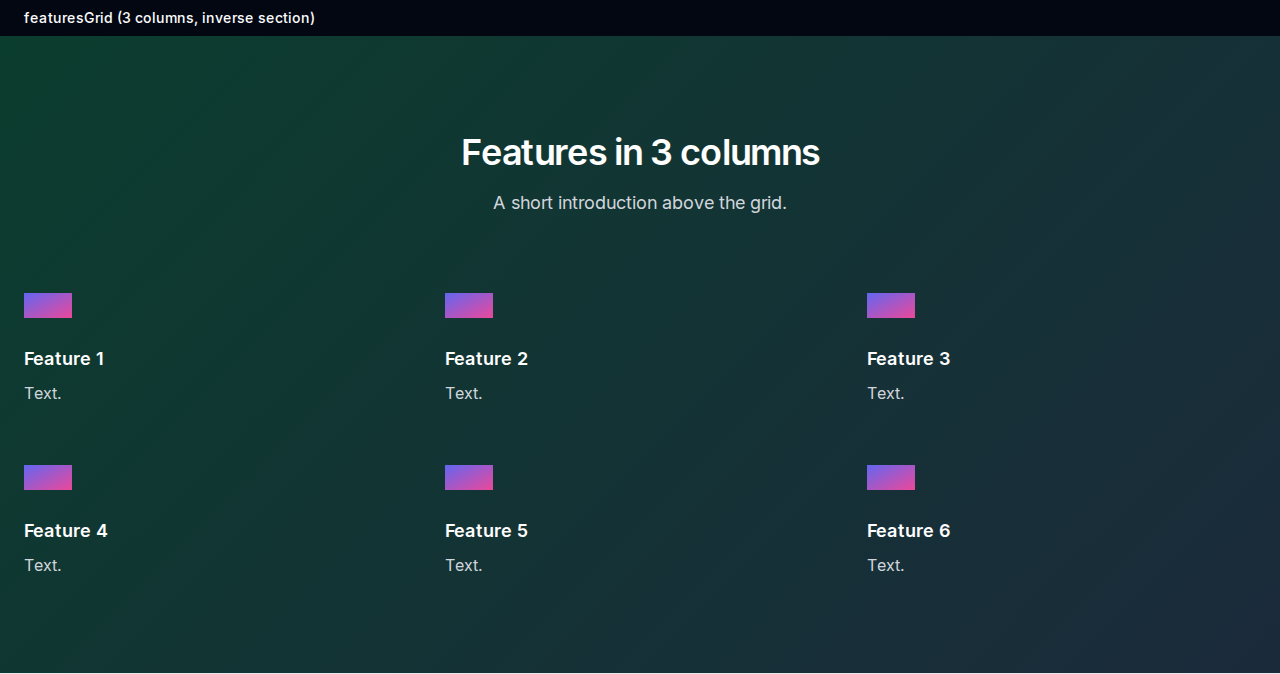 featuresGrid (3 columns, inverse section)
Features in 3 columns
A short introduction above the grid.
Feature 1
Text.
Feature 2
Text.
Feature 3
Text.
Feature 4
Text.
Feature 5
Text.
Feature 6
Text.